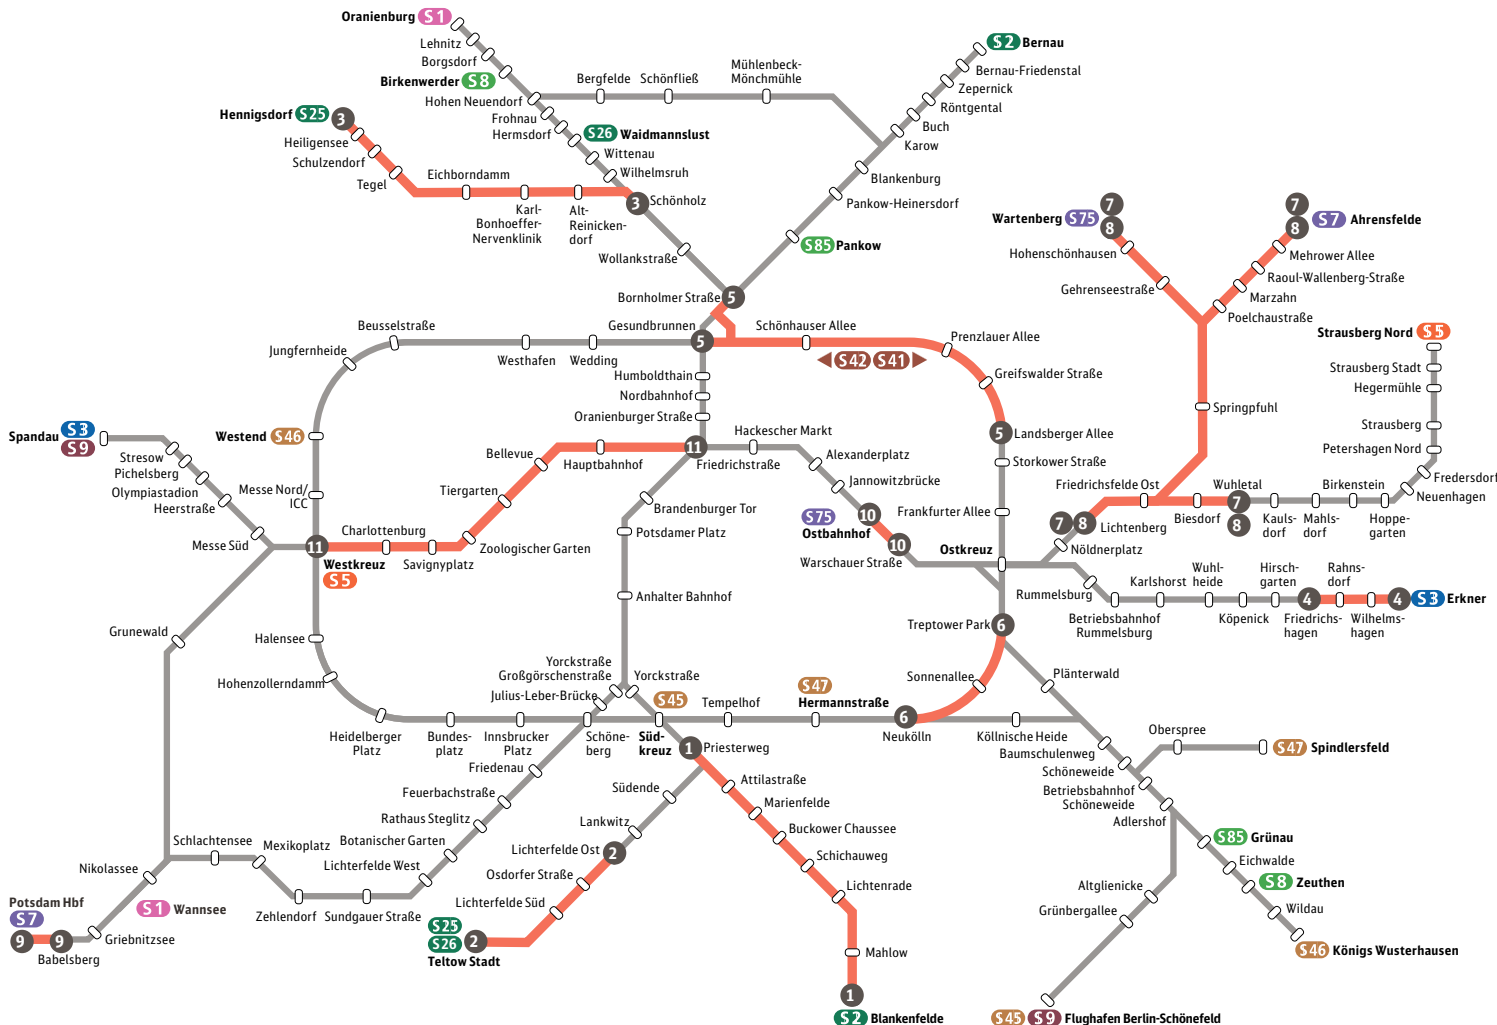 Oranienburg S1
Lehnitz
Borgsdorf
Birkenwerder S8
Hohen Neuendorf
Bergfelde
Schönfließ
Mühlenbeck-
Mönchmühle
S2 Bernau
Bernau-Friedenstal
Zepernick
Röntgental
Buch
Karow
Blankenburg
Pankow-Heinersdorf
S85 Pankow
Frohnau
Hermsdorf
S26 Waidmannslust
Wittenau
Wilhelmsruh
Hennigsdorf S25
3
Heiligensee
Schulzendorf
Tegel
Eichborndamm
Karl-
Bonhoeffer-
Nervenklinik
Alt-
Reinicken-
dorf
3
Schönholz
Wollankstraße
Bornholmer Straße
5
Wartenberg S75
7
8
Hohenschönhausen
Gehrenseestraße
7
8
S7 Ahrensfelde
Mehrower Allee
Raoul-Wallenberg-Straße
Marzahn
Poelchaustraße
Springpfuhl
Strausberg Nord S5
Strausberg Stadt
Hegermühle
Strausberg
Petershagen Nord
Fredersdorf
Neuenhagen
Hoppe-
garten
Birkenstein
Mahls-
dorf
Kauls-
dorf
Wuhletal
7
8
Biesdorf
Friedrichsfelde Ost
7
8
Lichtenberg
Nöldnerplatz
Beusselstraße
Jungfernheide
Westhafen
Wedding
Gesundbrunnen
5
Schönhauser Allee
S42 S41
Prenzlauer Allee
Greifswalder Straße
5
Landsberger Allee
Storkower Straße
Frankfurter Allee
Ostkreuz
Humboldthain
Nordbahnhof
Oranienburger Straße
11
Friedrichstraße
Hackescher Markt
Alexanderplatz
Jannowitzbrücke
S75
Ostbahnhof
10
10
Warschauer Straße
Spandau S3
S9
Stresow
Pichelsberg
Olympiastadion
Heerstraße
Messe Süd
Westend S46
Messe Nord/
ICC
11
Westkreuz
S5
Charlottenburg
Savignyplatz
Zoologischer Garten
Tiergarten
Bellevue
Hauptbahnhof
Brandenburger Tor
Potsdamer Platz
Anhalter Bahnhof
Rummelsburg
Betriebsbahnhof
Rummelsburg
Karlshorst
Wuhl-
heide
Köpenick
Hirsch-
garten
4
Friedrichs-
hagen
Rahns-
dorf
Wilhelms-
hagen
4
S3 Erkner
Treptower Park
6
Sonnenallee
Plänterwald
Grunewald
Halensee
Hohenzollerndamm
Heidelberger
Platz
Bundes-
platz
Innsbrucker
Platz
Schöne-
berg
Yorckstraße
Großgörschenstraße
Julius-Leber-Brücke
Yorckstraße
S45
Süd-
kreuz
Tempelhof
S47
Hermannstraße
6
Neukölln
Köllnische Heide
Baumschulenweg
Schöneweide
Betriebsbahnhof
Schöneweide
Adlershof
Oberspree
S47 Spindlersfeld
S85 Grünau
Eichwalde
S8 Zeuthen
Wildau
S46 Königs Wusterhausen
Altglienicke
Grünbergallee
S45 S9 Flughafen Berlin-Schönefeld
1
Priesterweg
Attilastraße
Marienfelde
Buckower Chaussee
Schichauweg
Lichtenrade
Mahlow
1
S2 Blankenfelde
Südende
Lankwitz
Lichterfelde Ost
2
Osdorfer Straße
Lichterfelde Süd
S25
S26
2
Teltow Stadt
Friedenau
Feuerbachstraße
Rathaus Steglitz
Botanischer Garten
Lichterfelde West
Sundgauer Straße
Zehlendorf
Mexikoplatz
Schlachtensee
Nikolassee
S1 Wannsee
Griebnitzsee
Potsdam Hbf
S7
9
9
Babelsberg